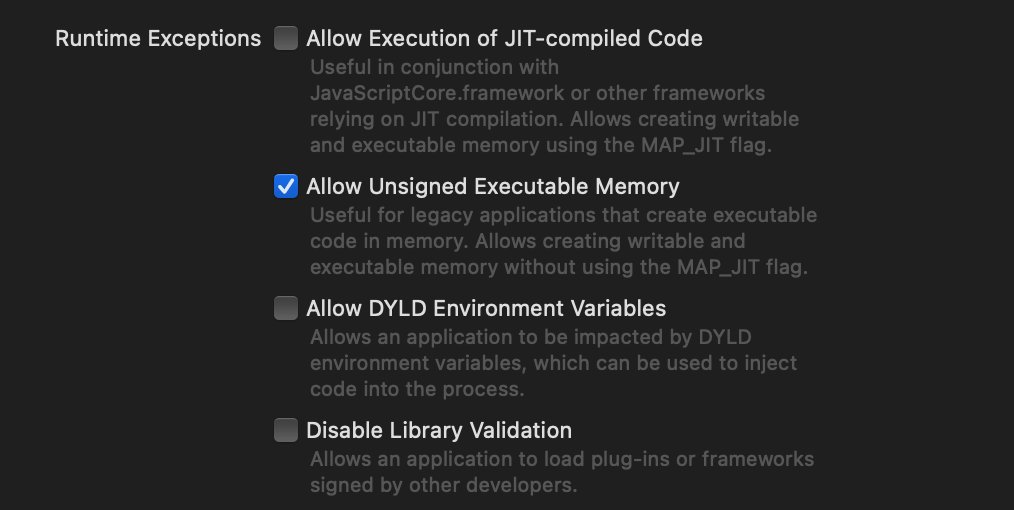 Runtime Exceptions Allow Execution of JIT-compiled Code
Useful in conjunction with
JavaScriptCore.framework or other frameworks
relying on JIT compilation. Allows creating writable
and executable memory using the MAP_JIT flag.
Allow Unsigned Executable Memory
Useful for legacy applications that create executable
code in memory. Allows creating writable and
executable memory without using the MAP_JIT flag.
Allow DYLD Environment Variables
Allows an application to be impacted by DYLD
environment variables, which can be used to inject
code into the process.
Disable Library Validation
Allows an application to load plug-ins or frameworks
signed by other developers.